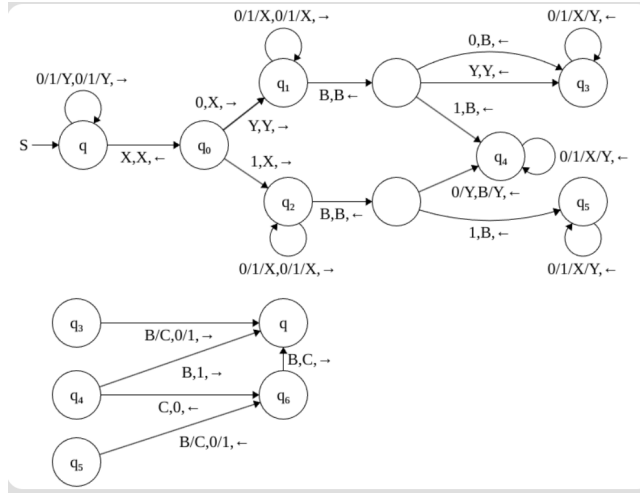 0/1/X,0/1/X,→
0/1/X/Y,←
0,B,←
0/1/Y,0/1/Y,→
q₁
Y,Y,←
q₃
B,B←
0,X,→
Y,Y,→
1,B,←
S
q
X,X,←
q₀
q₄
0/1/X/Y,←
1,X,→
0/Y,B/Y,←
q₂
B,B,←
q₅
1,B,←
0/1/X,0/1/X,→
0/1/X/Y,←
q₃
B/C,0/1,→
q
B,1,→
B,C,→
q₄
C,0,←
q₆
B/C,0/1,←
q₅